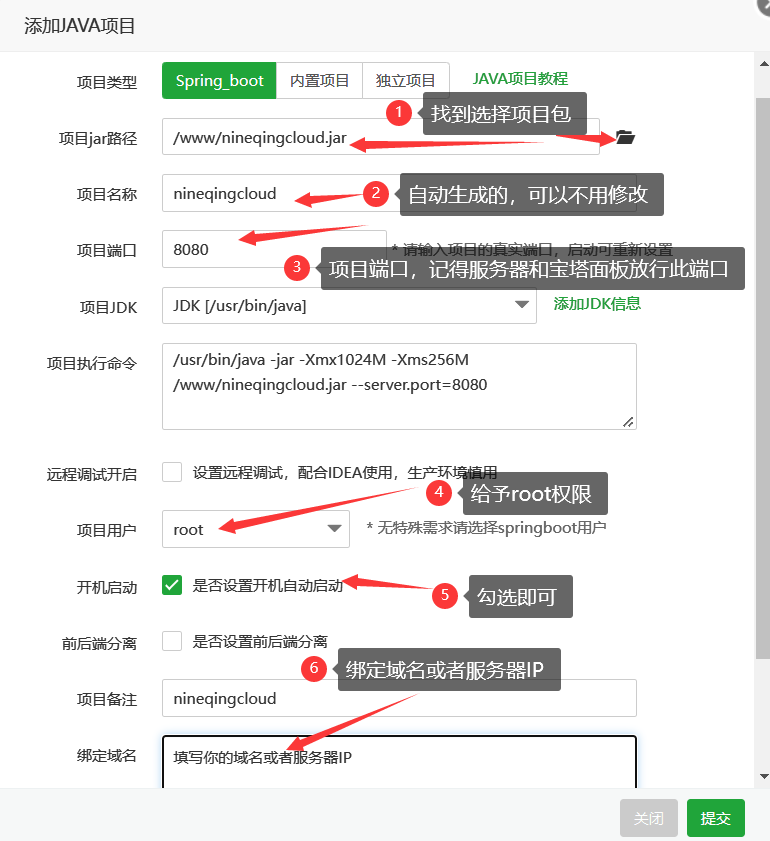 添加JAVA项目
项目类型
Spring_boot
内置项目
独立项目
JAVA项目教程
1
找到选择项目包
项目jar路径
/www/nineqingcloud.jar
项目名称
nineqingcloud
2
自动生成的，可以不用修改
项目端口
8080
* 请输入项目的真实端口，启动可重新设置
3
项目端口，记得服务器和宝塔面板放行此端口
项目JDK
JDK [/usr/bin/java]
添加JDK信息
项目执行命令
/usr/bin/java -jar -Xmx1024M -Xms256M
/www/nineqingcloud.jar --server.port=8080
远程调试开启
设置远程调试，配合IDEA使用，生产环境慎用
4
给予root权限
项目用户
root
* 无特殊需求请选择springboot用户
开机启动
是否设置开机自动启动
5
勾选即可
前后端分离
是否设置前后端分离
6
绑定域名或者服务器IP
项目备注
nineqingcloud
绑定域名
填写你的域名或者服务器IP
关闭
提交